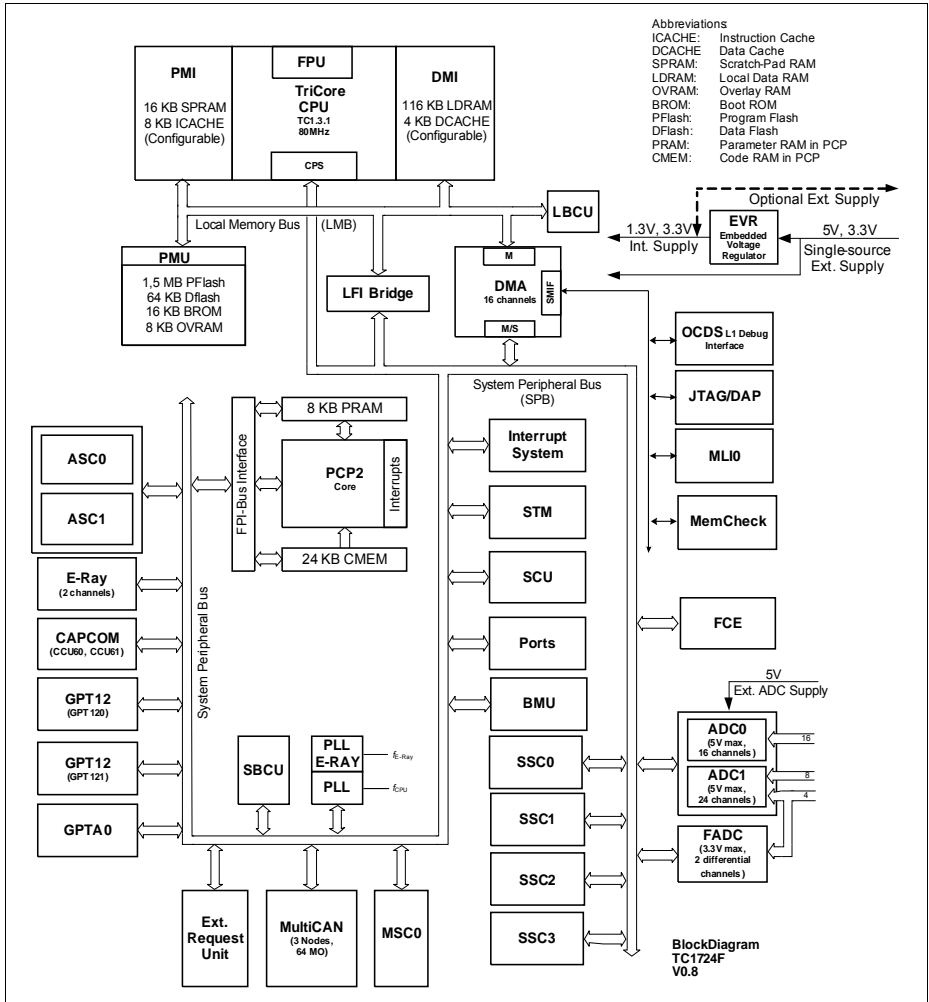 Abbreviations:
ICACHE: Instruction Cache
DCACHE Data Cache
SPRAM: Scratch-Pad RAM
LDRAM: Local Data RAM
OVRAM: Overlay RAM
BROM: Boot ROM
PFlash: Program Flash
DFlash: Data Flash
PRAM: Parameter RAM in PCP
CMEM: Code RAM in PCP
PMI
16 KB SPRAM
8 KB ICACHE
(Configurable)
FPU
TriCore
CPU
TC1.3.1
80MHz
CPS
DMI
116 KB LDRAM
4 KB DCACHE
(Configurable)
Local Memory Bus (LMB)
LBCU
Optional Ext. Supply
1.3V, 3.3V
Int. Supply
EVR
Embedded
Voltage
Regulator
5V, 3.3V
Single-source
Ext. Supply
PMU
1,5 MB PFlash
64 KB Dflash
16 KB BROM
8 KB OVRAM
LFI Bridge
M
DMA
16 channels
SMIF
M/S
OCDS L1 Debug
Interface
JTAG/DAP
MLI0
MemCheck
System Peripheral Bus
(SPB)
FPI-Bus Interface
8 KB PRAM
PCP2
Core
Interrupts
24 KB CMEM
ASC0
ASC1
E-Ray
(2 channels)
CAPCOM
(CCU60, CCU61)
GPT12
(GPT120)
GPT12
(GPT121)
GPTA0
System Peripheral Bus
Interrupt
System
STM
SCU
Ports
BMU
SSC0
SSC1
SSC2
SSC3
FCE
5V
Ext. ADC Supply
ADC0
(5V max,
16 channels)
16
ADC1
(5V max,
24 channels)
8
4
FADC
(3.3V max,
2 differential
channels)
SBCU
PLL
E-RAY
fE-Ray
PLL
fCPU
Ext.
Request
Unit
MultiCAN
(3 Nodes,
64 MO)
MSC0
BlockDiagram
TC1724F
V0.8